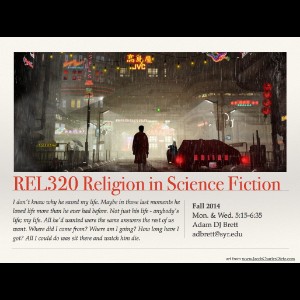 JVC
REL320 Religion in Science Fiction
I don't know why he saved my life. Maybe in those last moments he
loved life more than he ever had before. Not just his life - anybody's
life; my life. All he'd wanted were the same answers the rest of us
want. Where did I come from? Where am I going? How long have I
got? All I could do was sit there and watch him die.
Fall 2014
Mon. & Wed. 5:15-6:35
Adam DJ Brett
adbrett@syr.edu